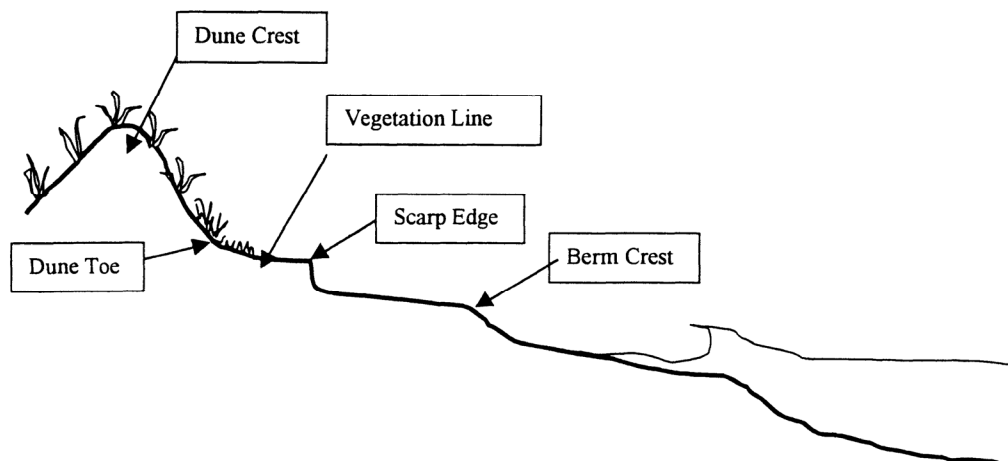 Dune Crest
Vegetation Line
Scarp Edge
Dune Toe
Berm Crest